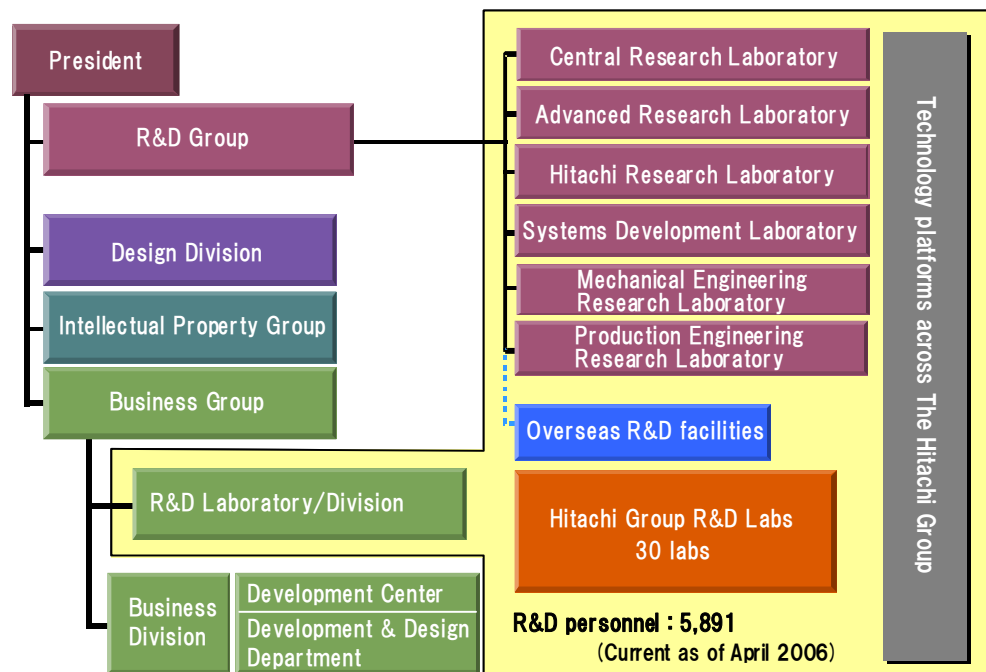 President
R&D Group
Design Division
Intellectual Property Group
Business Group
R&D Laboratory/Division
Business
Division
Development Center
Development & Design
Department
Central Research Laboratory
Advanced Research Laboratory
Hitachi Research Laboratory
Systems Development Laboratory
Mechanical Engineering
Research Laboratory
Production Engineering
Research Laboratory
Overseas R&D facilities
Hitachi Group R&D Labs
30 labs
R&D personnel : 5,891
(Current as of April 2006)
Technology platforms across The Hitachi Group